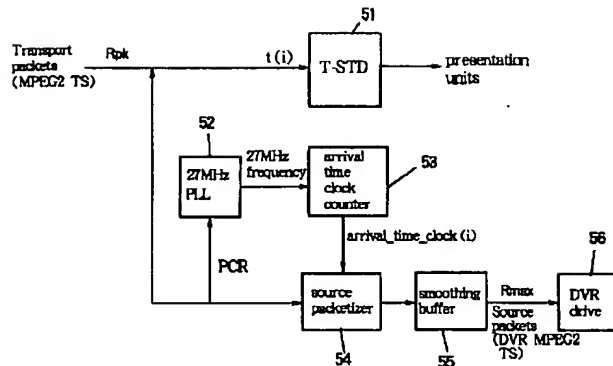 51
Transport
packets
(MPEG2 TS)
Rpk
t(i)
T-STD
presentation
units
52
27MHz
frequency
53
27MHz
PLL
arrival
time
clock
counter
arrival_time_clock(i)
PCR
56
source
packetizer
smoothing
buffer
Rmax
Source
packets
(DVR MPEG2
TS)
DVR
drive
54
55